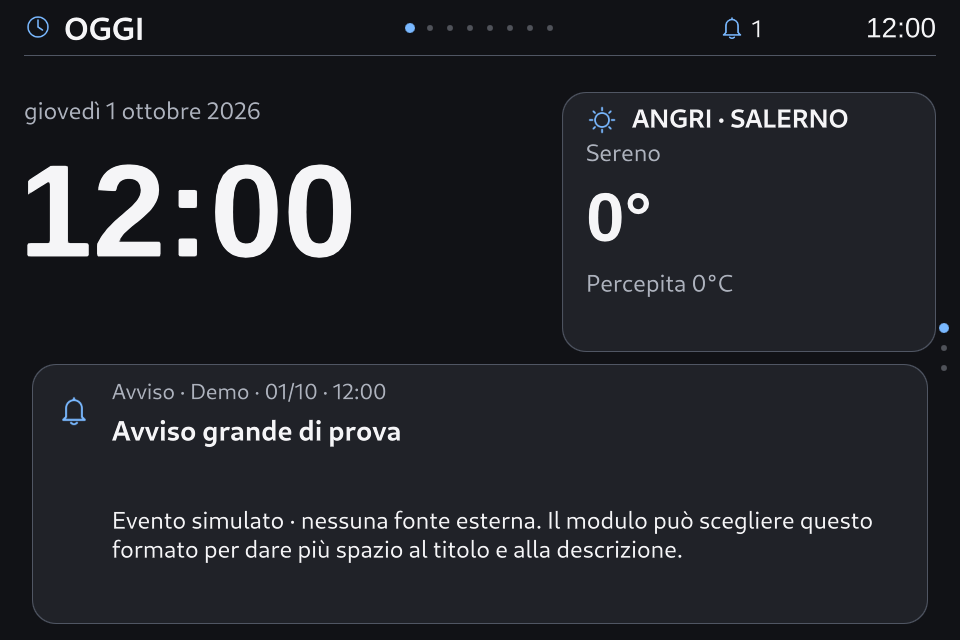 OGGI
1
12:00
giovedì 1 ottobre 2026
12:00
ANGRI · SALERNO
Sereno
0°
Percepita 0°C
Avviso · Demo · 01/10 · 12:00
Avviso grande di prova
Evento simulato · nessuna fonte esterna. Il modulo può scegliere questo
formato per dare più spazio al titolo e alla descrizione.